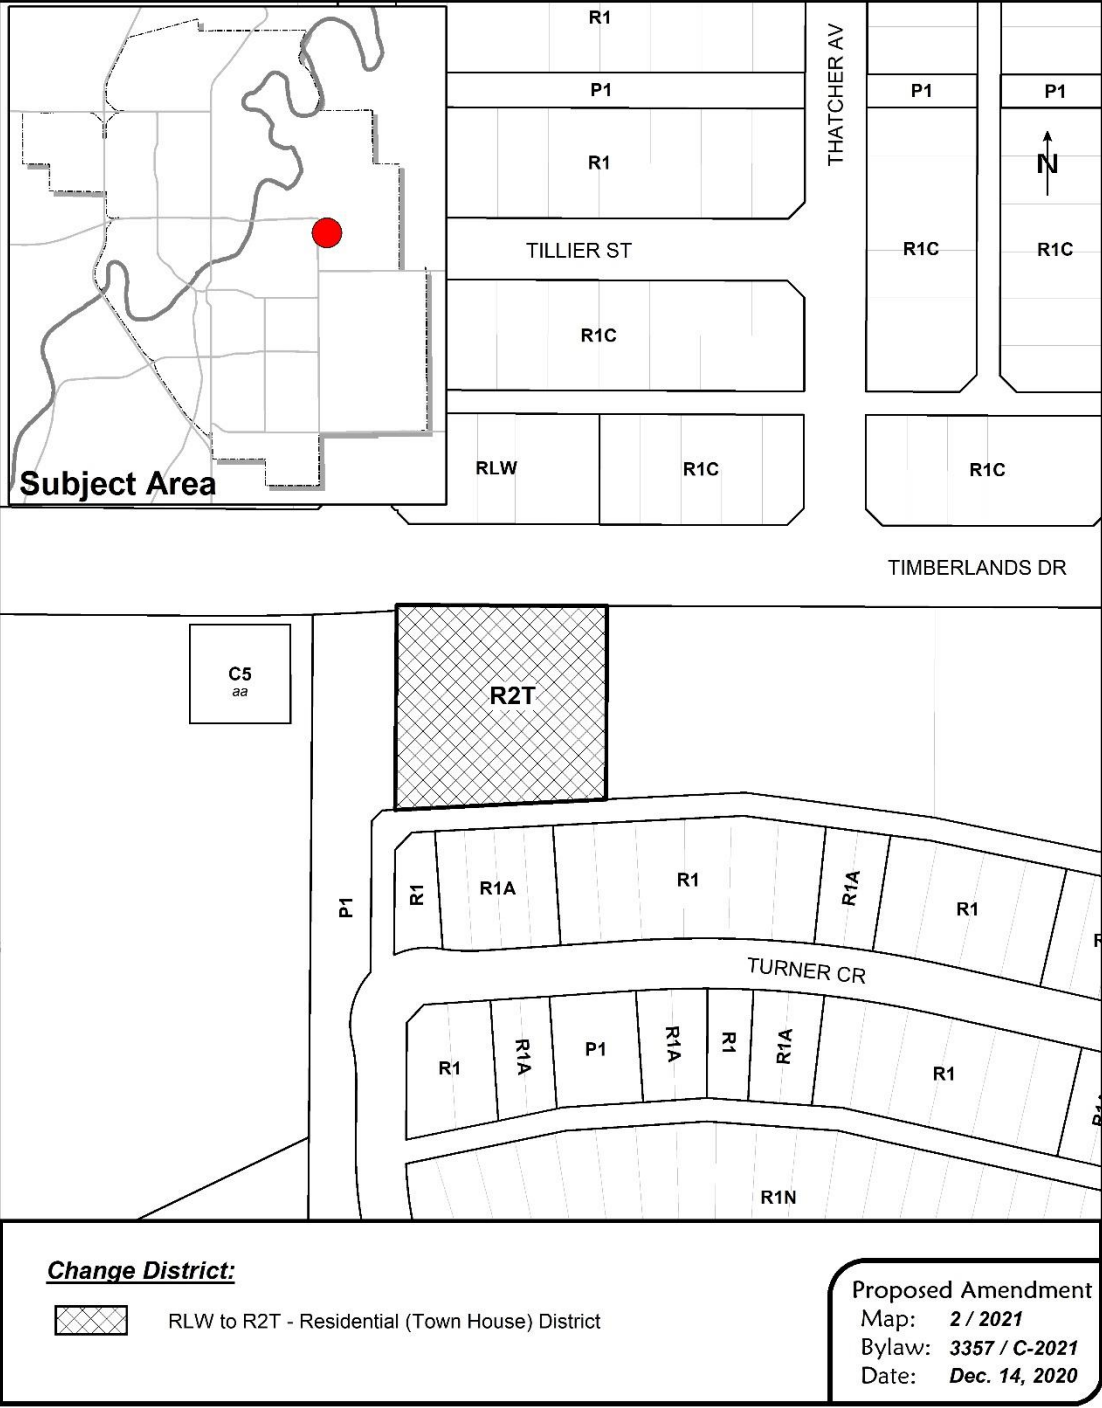 R1
THATCHER AV
P1
P1
P1
N
R1
TILLIER ST
R1C
R1C
R1C
RLW
R1C
R1C
Subject Area
TIMBERLANDS DR
C5
aa
R2T
P1
R1
R1A
R1
R1A
R1
TURNER CR
R1
R1A
P1
R1A
R1
R1A
R1
R1N
Change District:
RLW to R2T - Residential (Town House) District
Proposed Amendment
Map: 2 / 2021
Bylaw: 3357 / C-2021
Date: Dec. 14, 2020